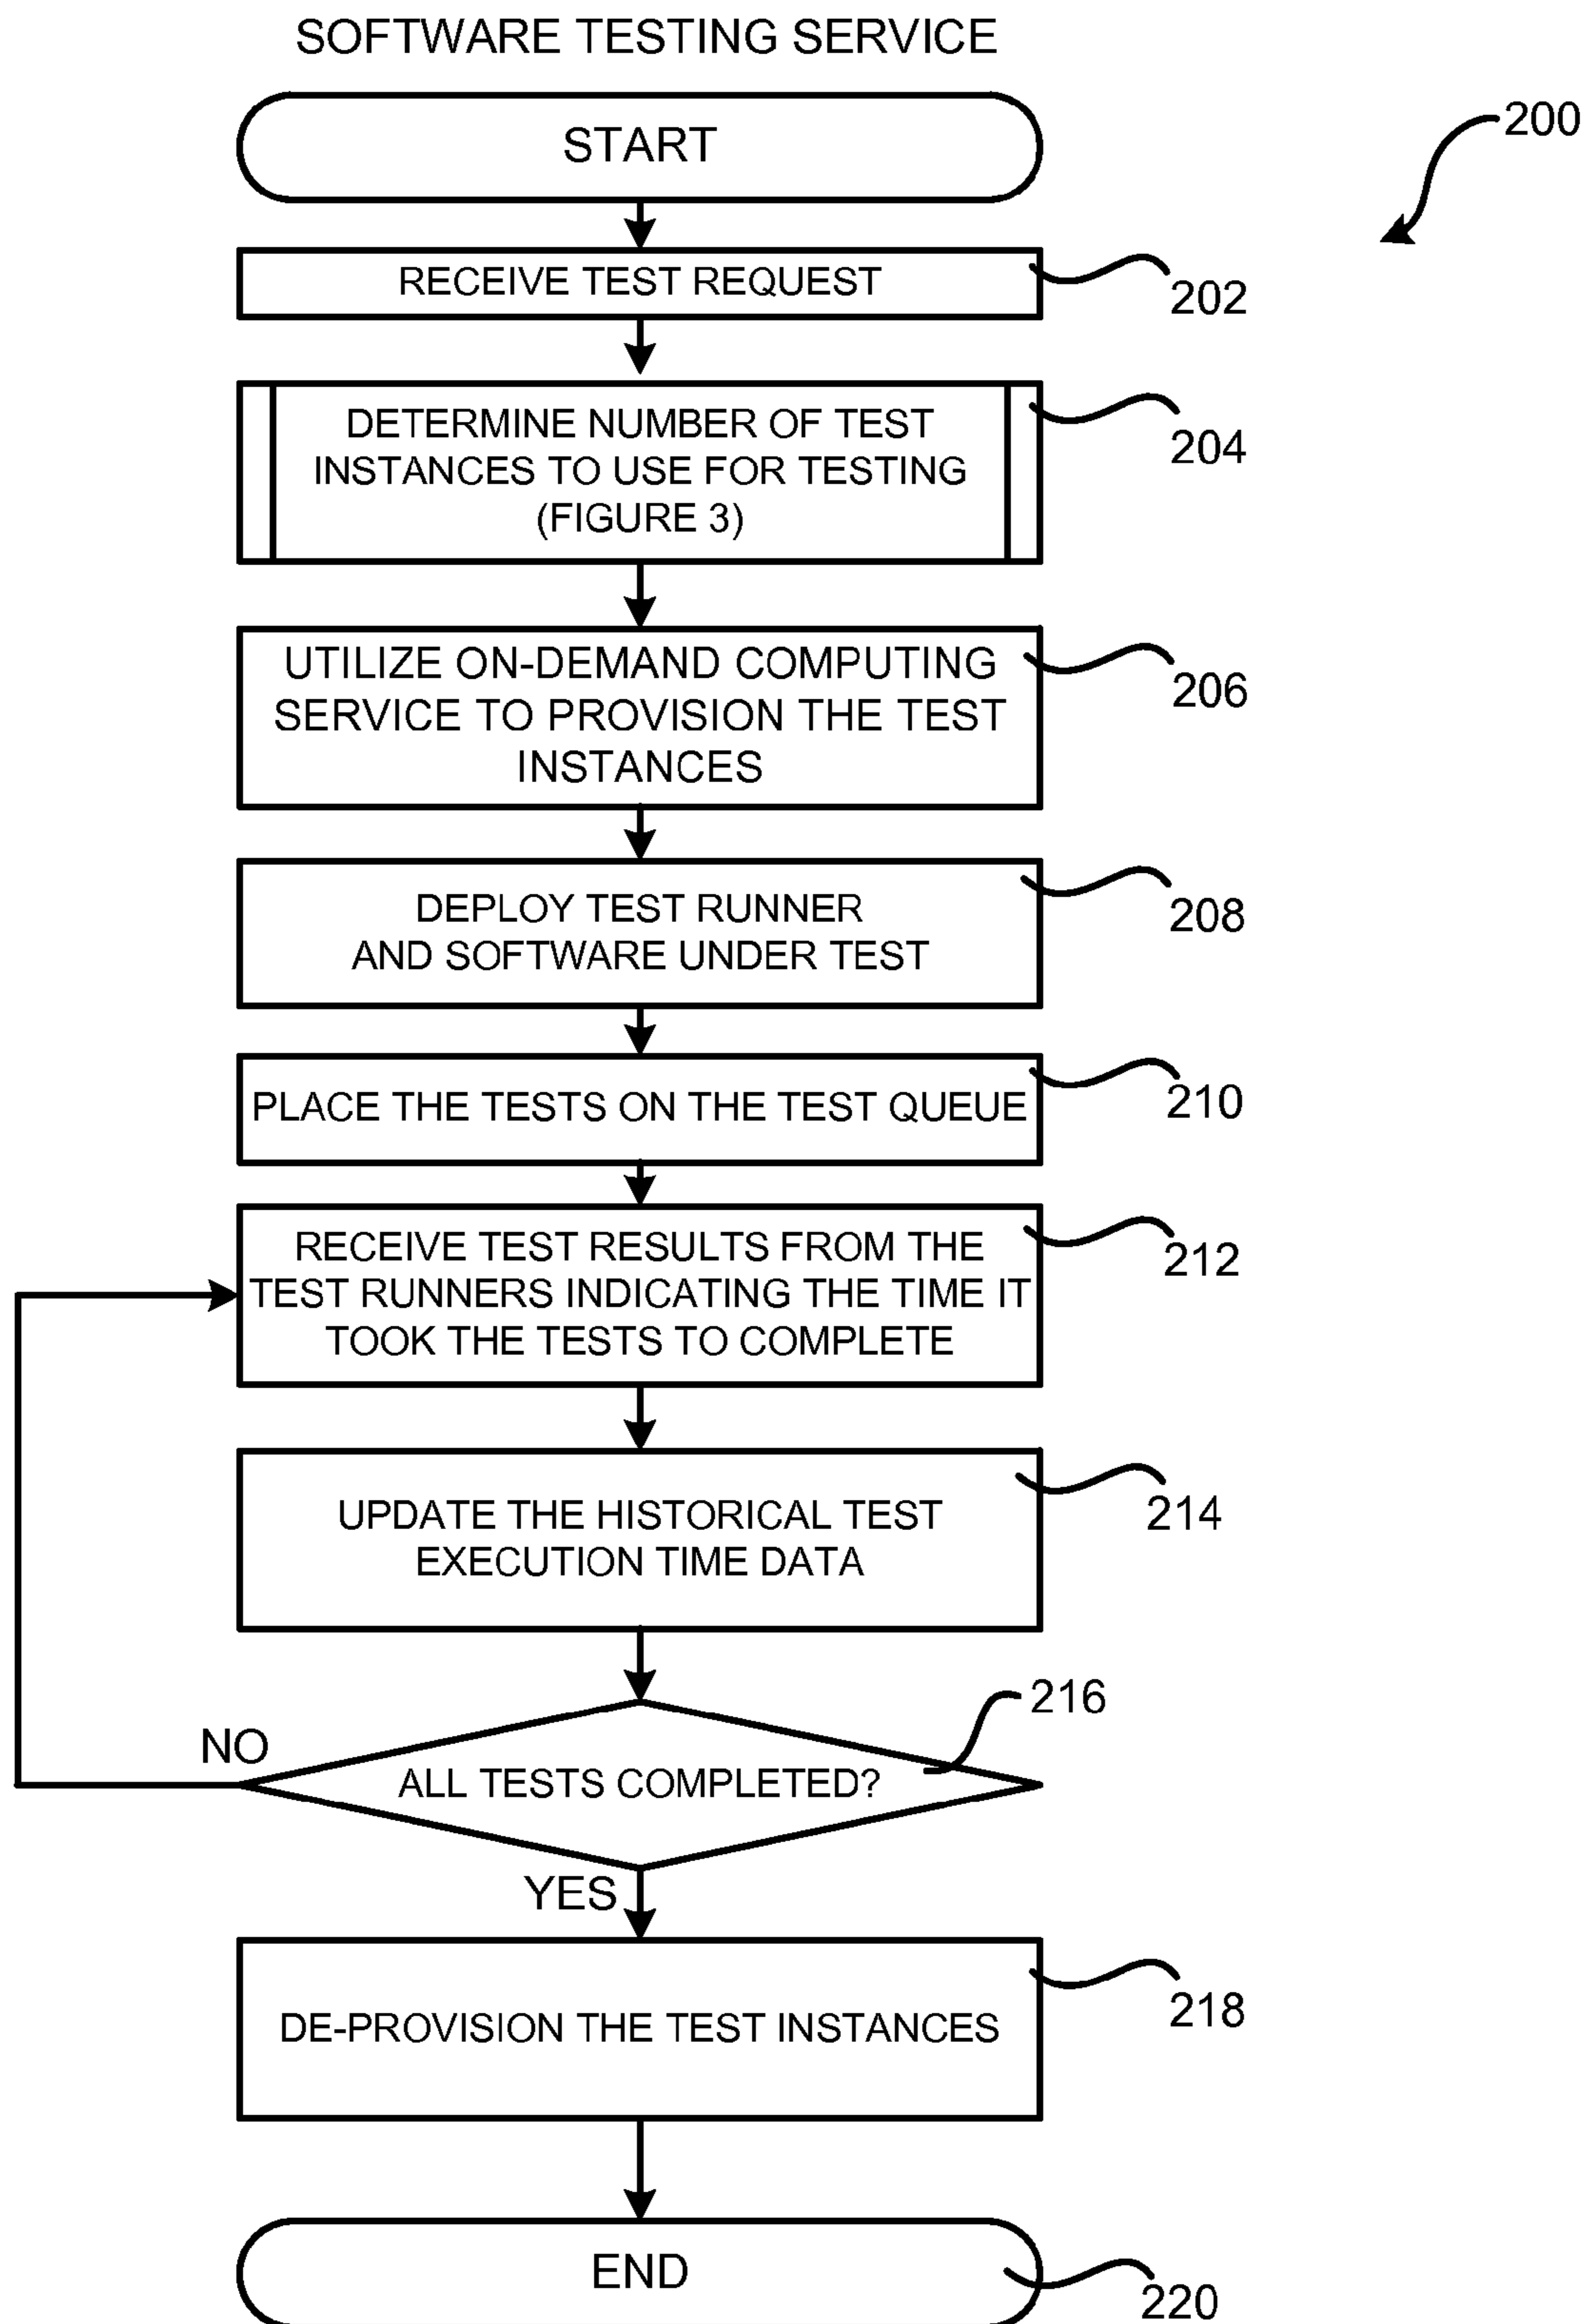 SOFTWARE TESTING SERVICE
START
200
RECEIVE TEST REQUEST
202
DETERMINE NUMBER OF TEST
INSTANCES TO USE FOR TESTING
(FIGURE 3)
204
UTILIZE ON-DEMAND COMPUTING
SERVICE TO PROVISION THE TEST
INSTANCES
206
DEPLOY TEST RUNNER
AND SOFTWARE UNDER TEST
208
PLACE THE TESTS ON THE TEST QUEUE
210
RECEIVE TEST RESULTS FROM THE
TEST RUNNERS INDICATING THE TIME IT
TOOK THE TESTS TO COMPLETE
212
UPDATE THE HISTORICAL TEST
EXECUTION TIME DATA
214
216
NO
ALL TESTS COMPLETED?
YES
DE-PROVISION THE TEST INSTANCES
218
END
220